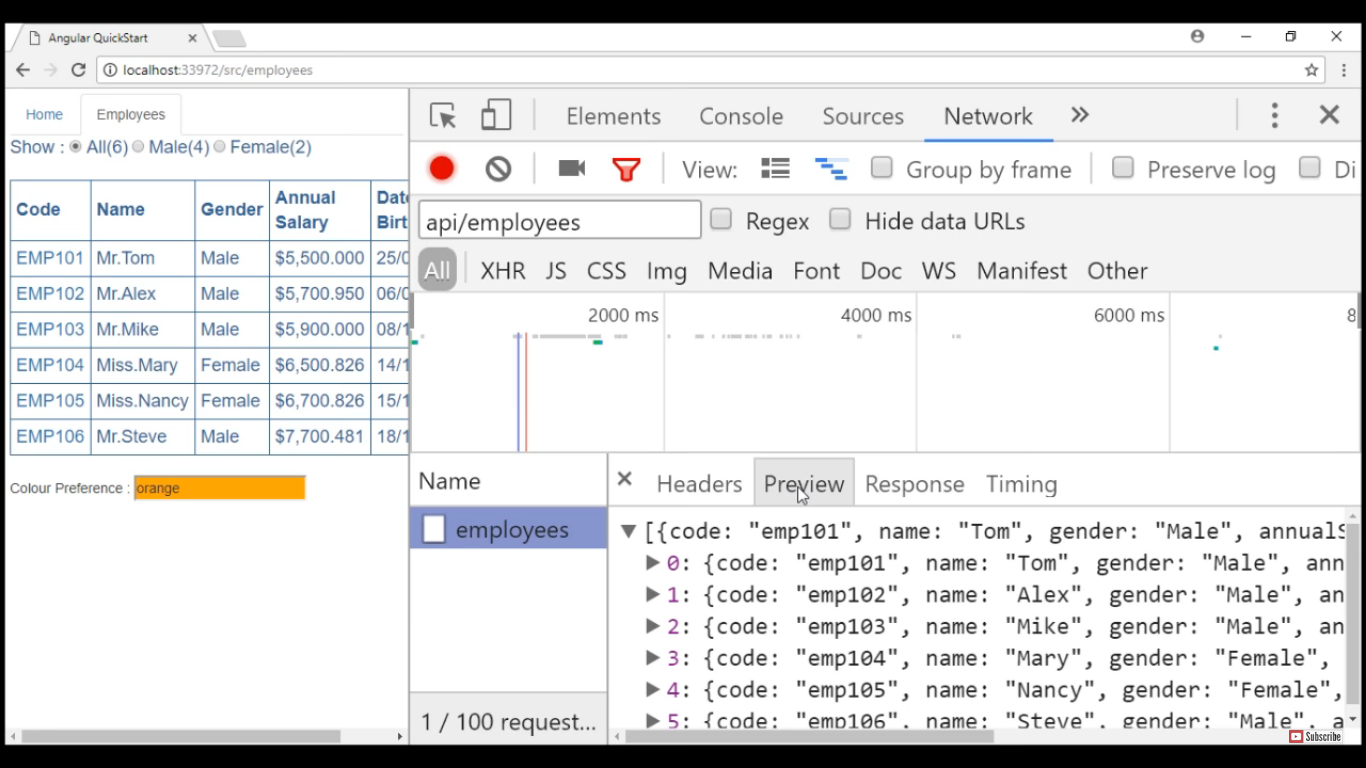 Angular QuickStart
localhost:33972/src/employees
Home Employees
Show : All(6) Male(4) Female(2)
Code Name Gender Annual Salary Date Birt
EMP101 Mr.Tom Male $5,500.000 25/0
EMP102 Mr.Alex Male $5,700.950 06/0
EMP103 Mr.Mike Male $5,900.000 08/1
EMP104 Miss.Mary Female $6,500.826 14/1
EMP105 Miss.Nancy Female $6,700.826 15/1
EMP106 Mr.Steve Male $7,700.481 18/1
Colour Preference : orange
Elements Console Sources Network
View: Group by frame Preserve log Di
api/employees Regex Hide data URLs
All XHR JS CSS Img Media Font Doc WS Manifest Other
2000 ms 4000 ms 6000 ms 8
Name
employees
1 / 100 request...
Headers Preview Response Timing
[{code: "emp101", name: "Tom", gender: "Male", annualS
0: {code: "emp101", name: "Tom", gender: "Male", ann
1: {code: "emp102", name: "Alex", gender: "Male", an
2: {code: "emp103", name: "Mike", gender: "Male", an
3: {code: "emp104", name: "Mary", gender: "Female",
4: {code: "emp105", name: "Nancy", gender: "Female",
5: {code: "emp106", name: "Steve", gender: "Male", a
Subscribe